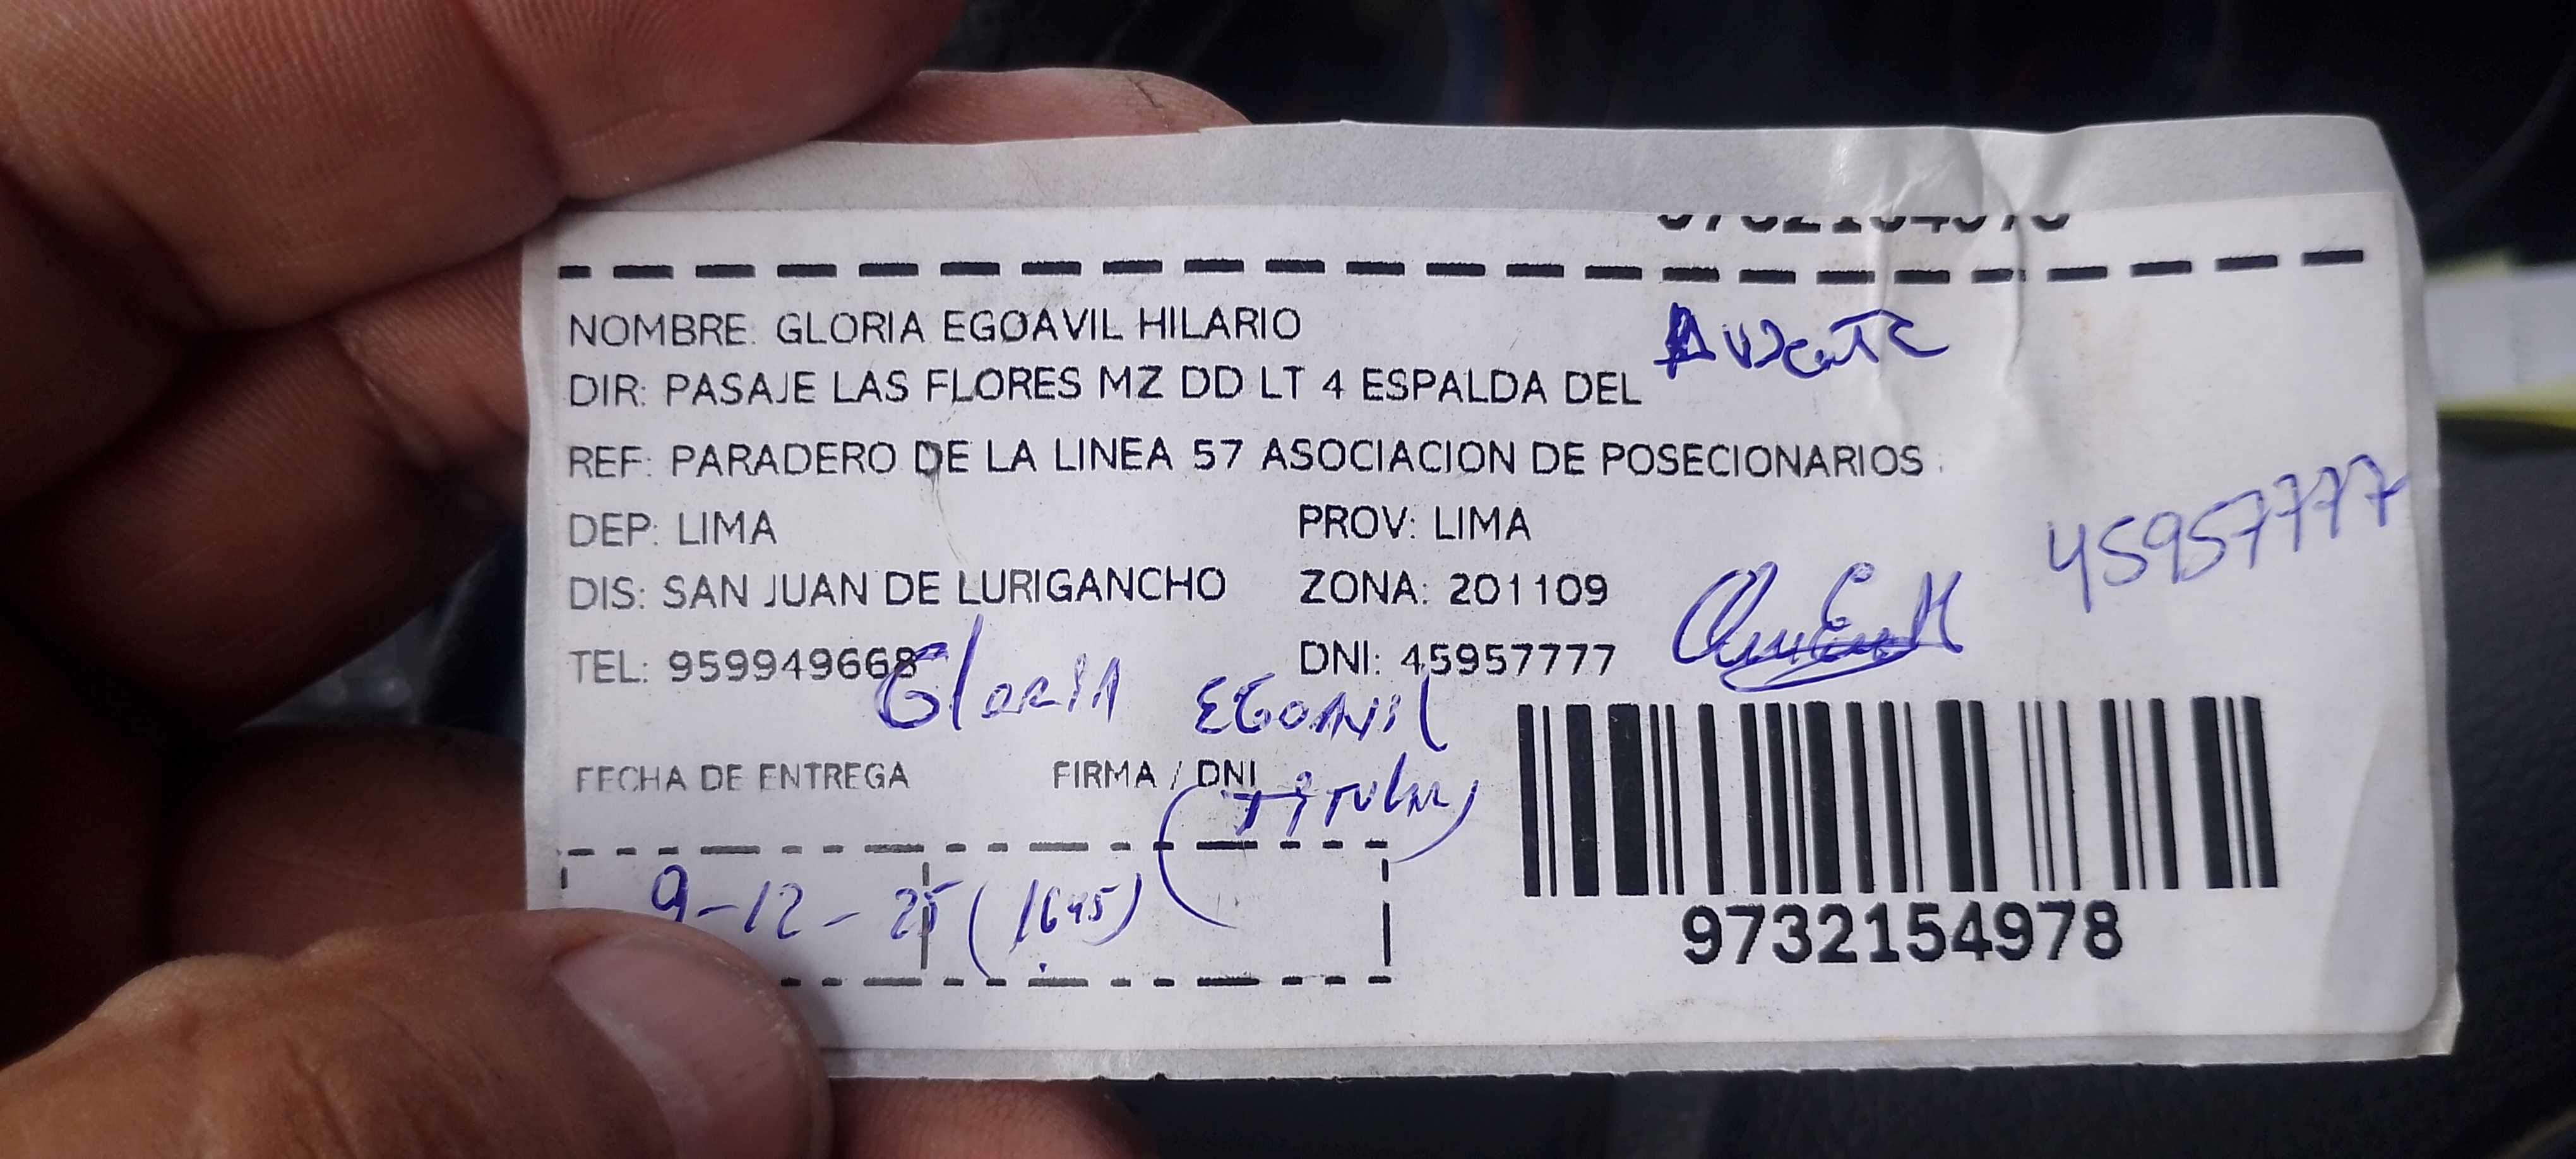 NOMBRE: GLORIA EGOAVIL HILARIO
Ausente
DIR: PASAJE LAS FLORES MZ DD LT 4 ESPALDA DEL
REF: PARADERO DE LA LINEA 57 ASOCIACION DE POSECIONARIOS
DEP: LIMA PROV: LIMA
45957777
DIS: SAN JUAN DE LURIGANCHO ZONA: 201109
TEL: 959949668 DNI: 45957777
Gloria EGOAVIL
FECHA DE ENTREGA FIRMA / DNI
(Titular)
9-12-25 (1645)
9732154978